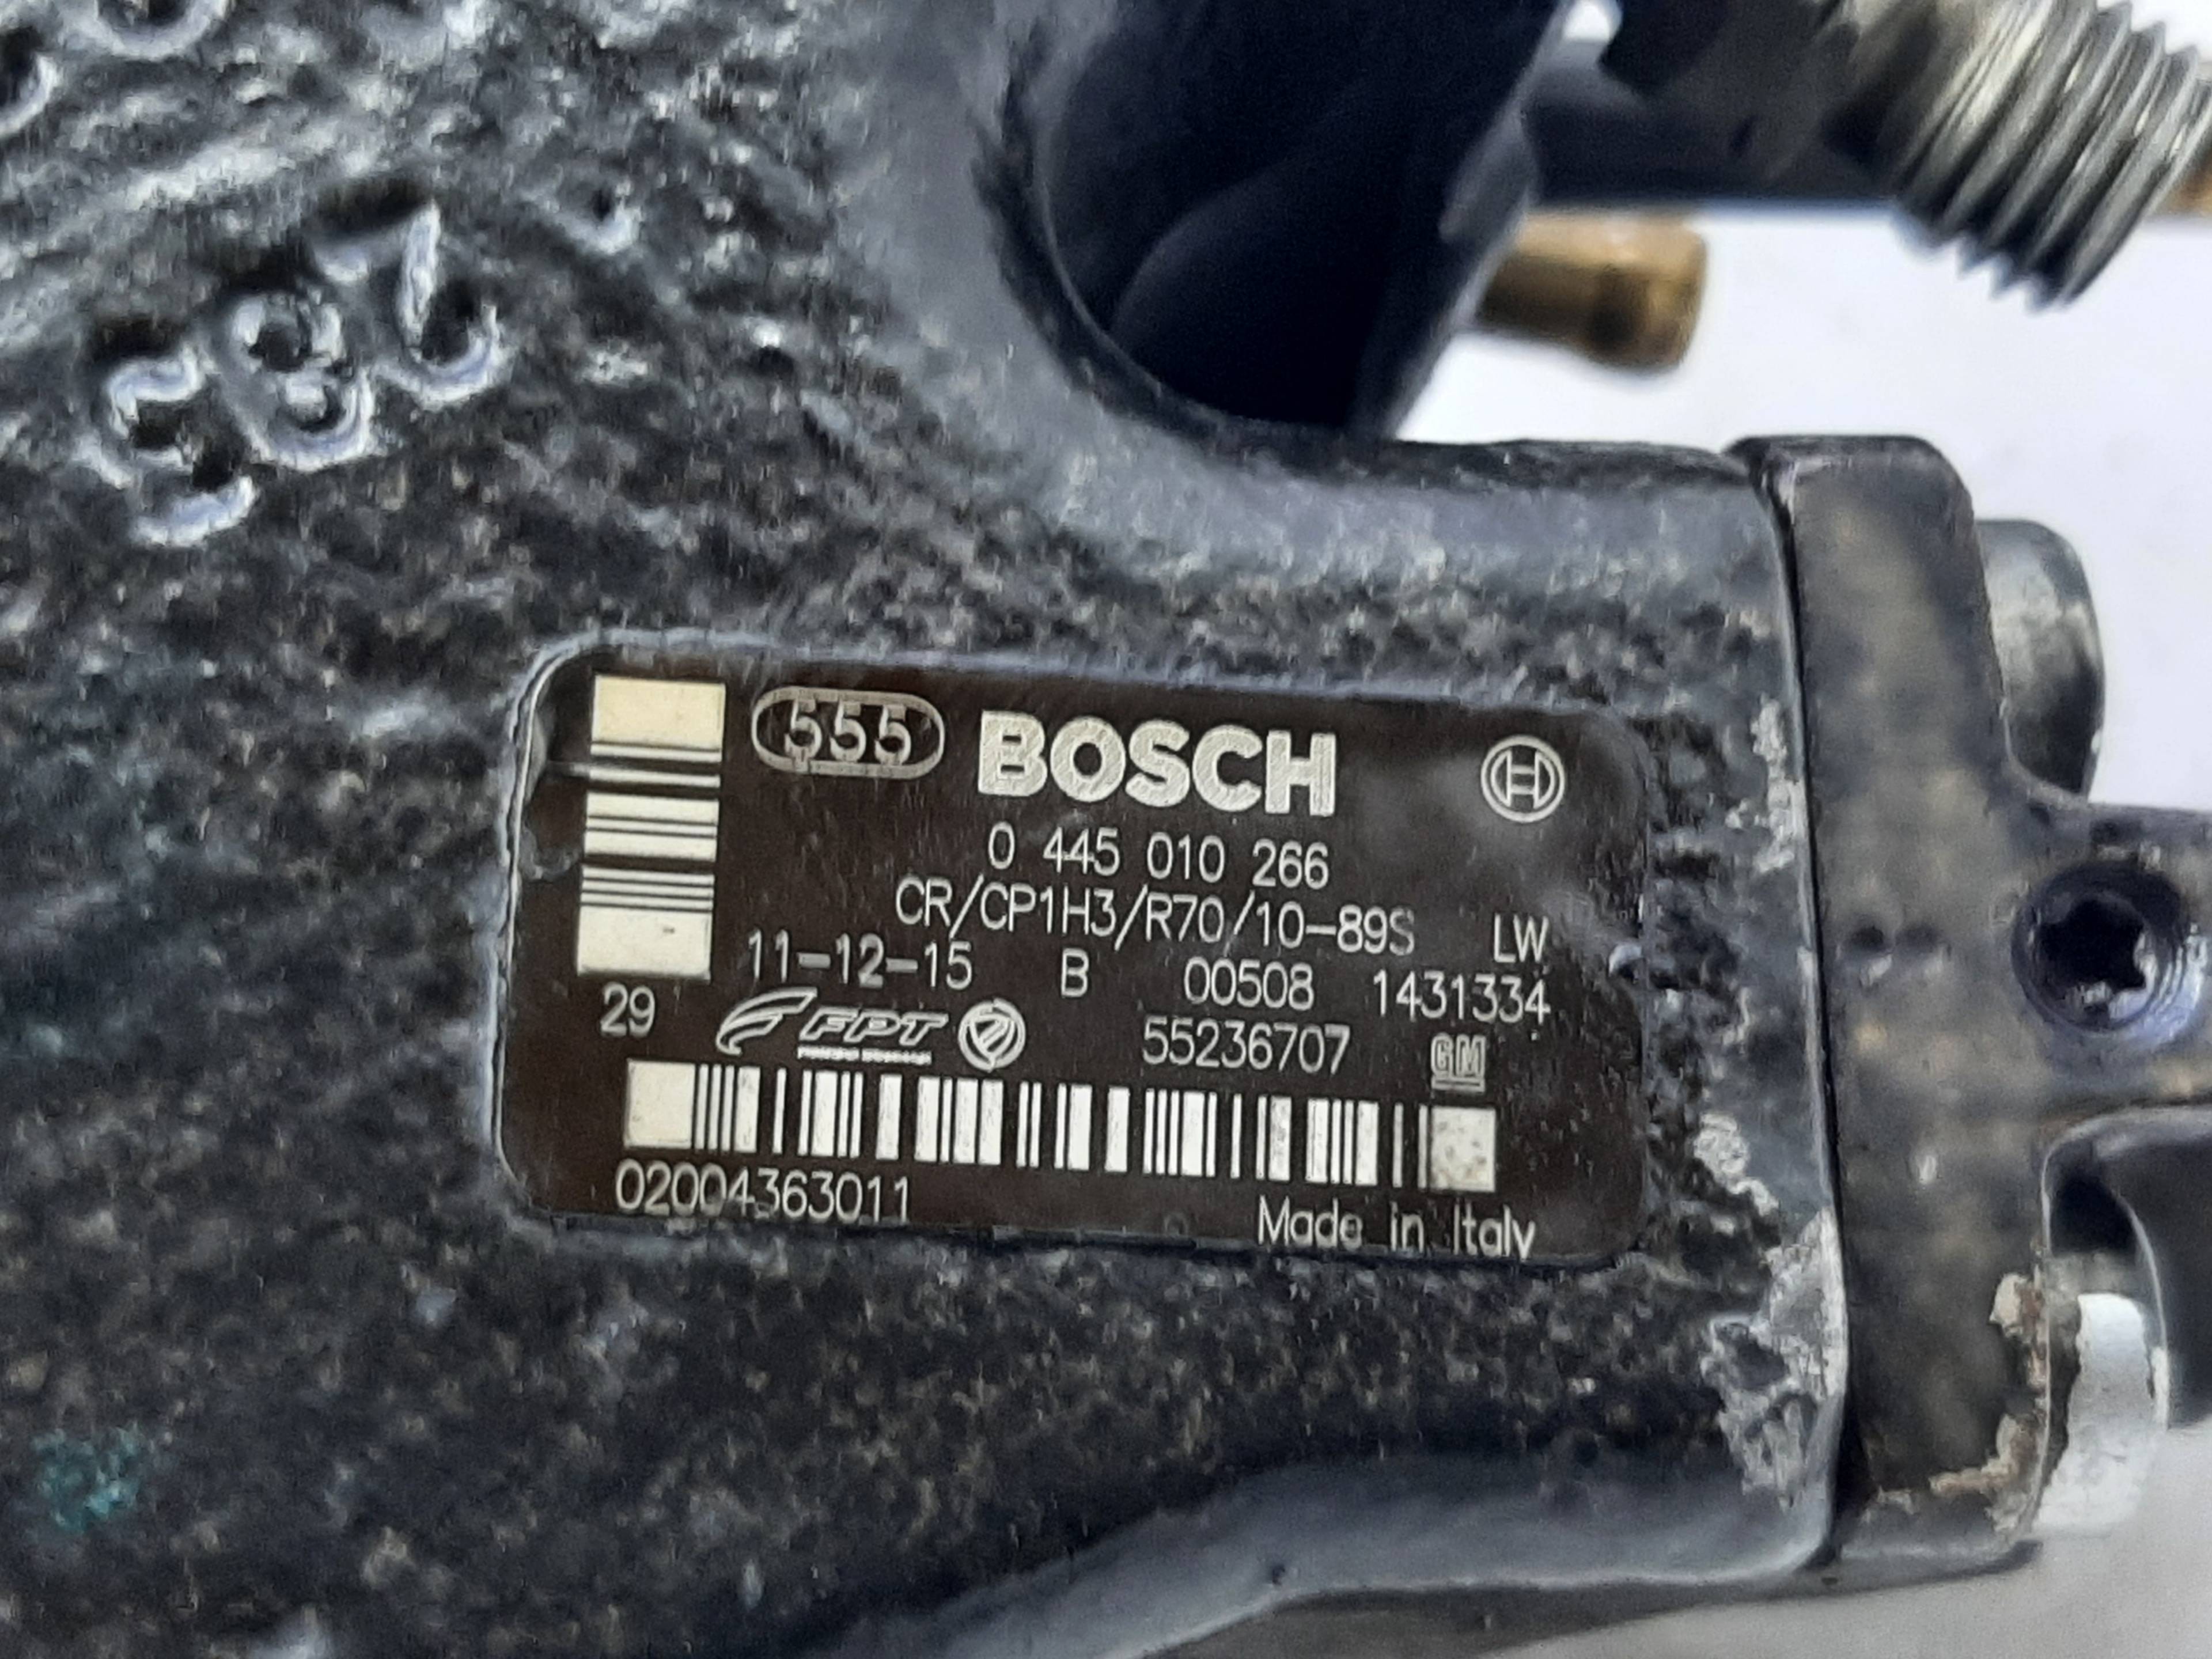 587
555 BOSCH
0 445 010 266
CR/CP1H3/R70/10-89S LW
11-12-15 B 00508 1431334
29 FPT 55236707 GM
02004363011
Made in Italy